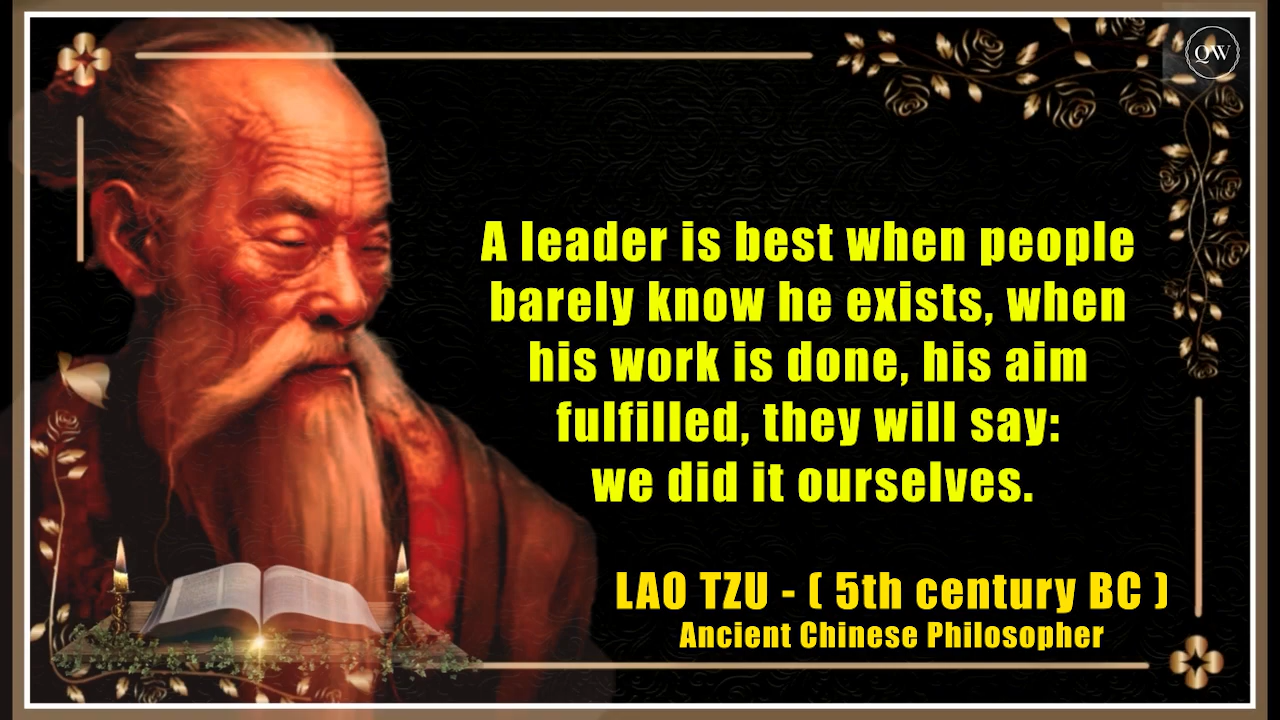 QW
A leader is best when people
barely know he exists, when
his work is done, his aim
fulfilled, they will say:
we did it ourselves.
LAO TZU - ( 5th century BC )
Ancient Chinese Philosopher